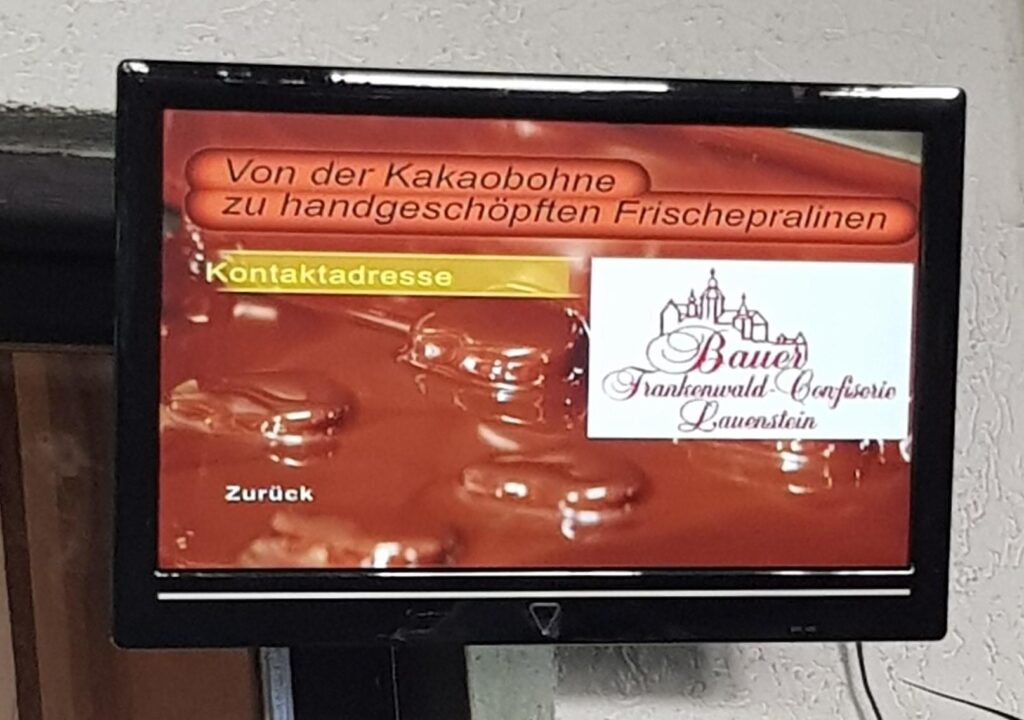 Von der Kakaobohne
zu handgeschöpften Frischepralinen
Kontaktadresse
Bauer
Frankenwald-Confiserie
Lauenstein
Zurück